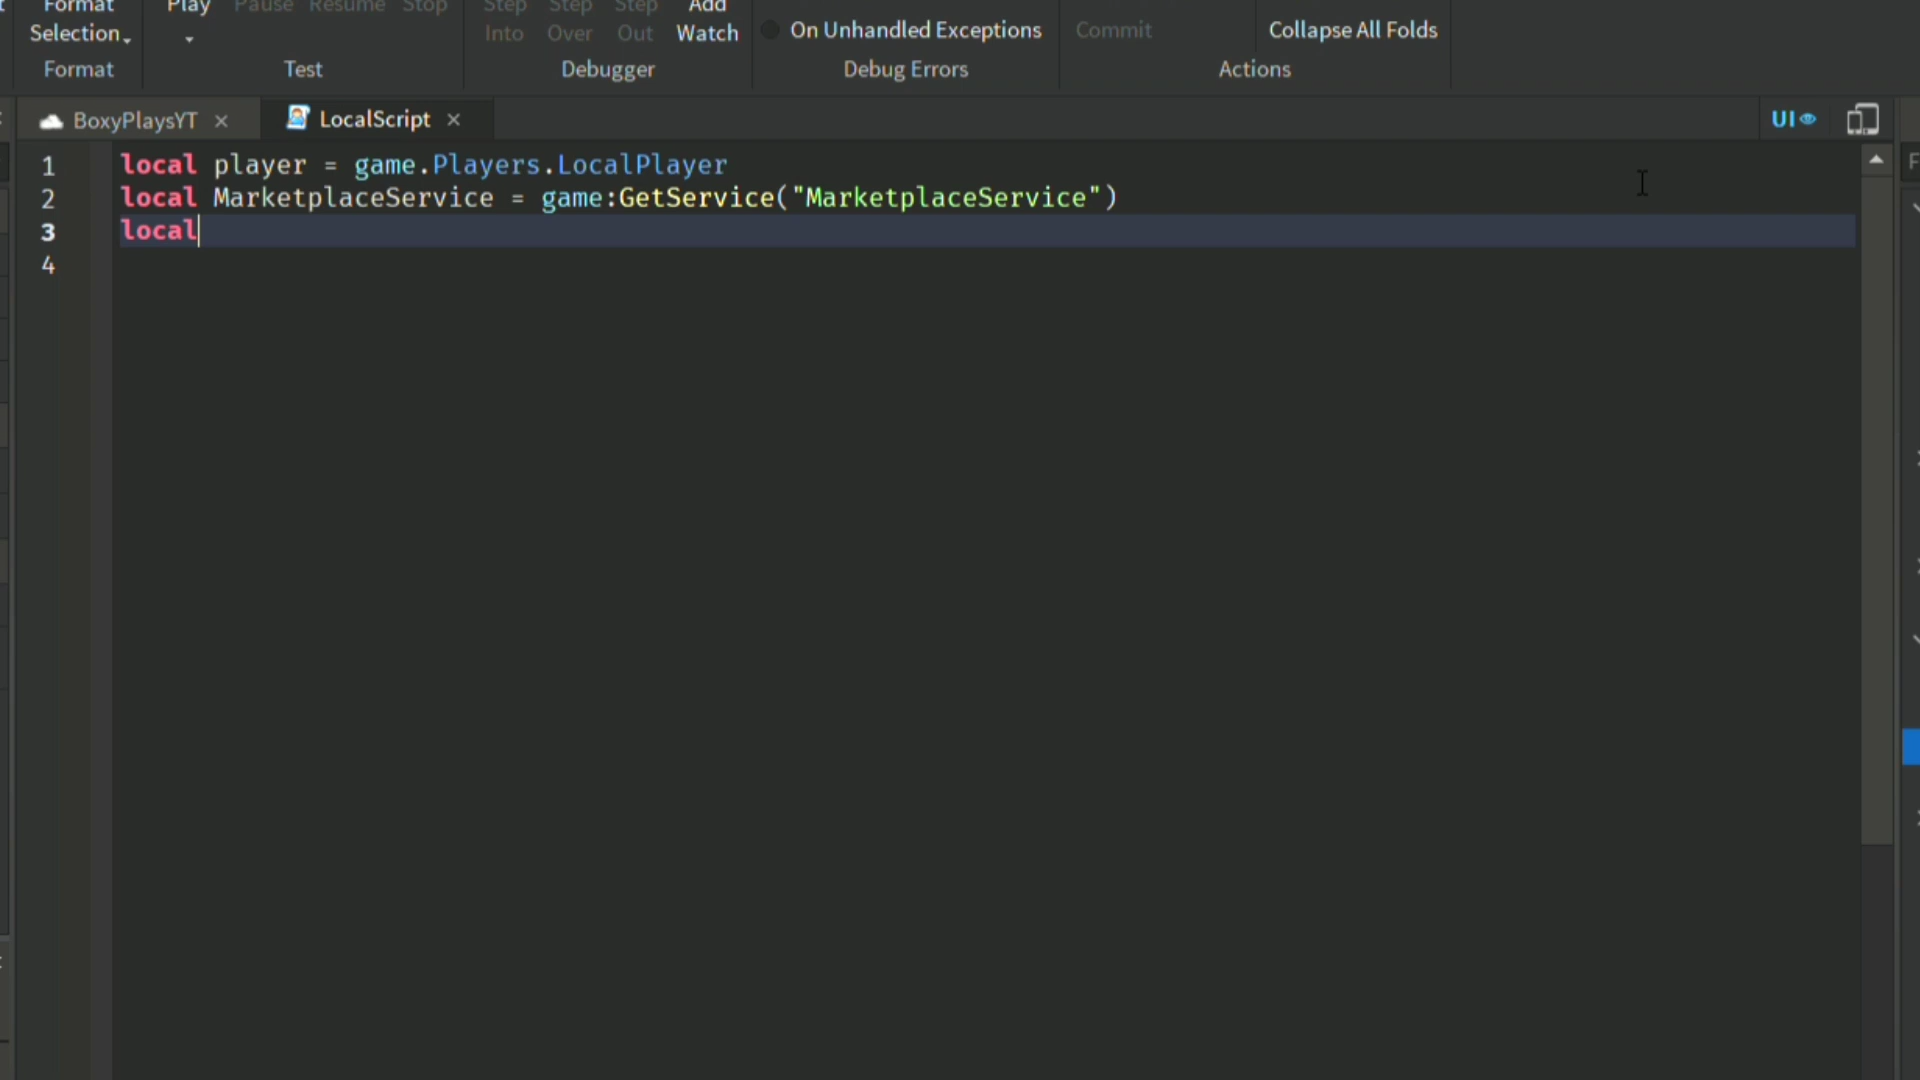 Format Play Pause Resume Stop Step Step Step Add
Selection Into Over Out Watch On Unhandled Exceptions Commit Collapse All Folds
Format Test Debugger Debug Errors Actions
BoxyPlaysYT × LocalScript × UI
1 local player = game.Players.LocalPlayer
2 local MarketplaceService = game:GetService("MarketplaceService")
3 local
4